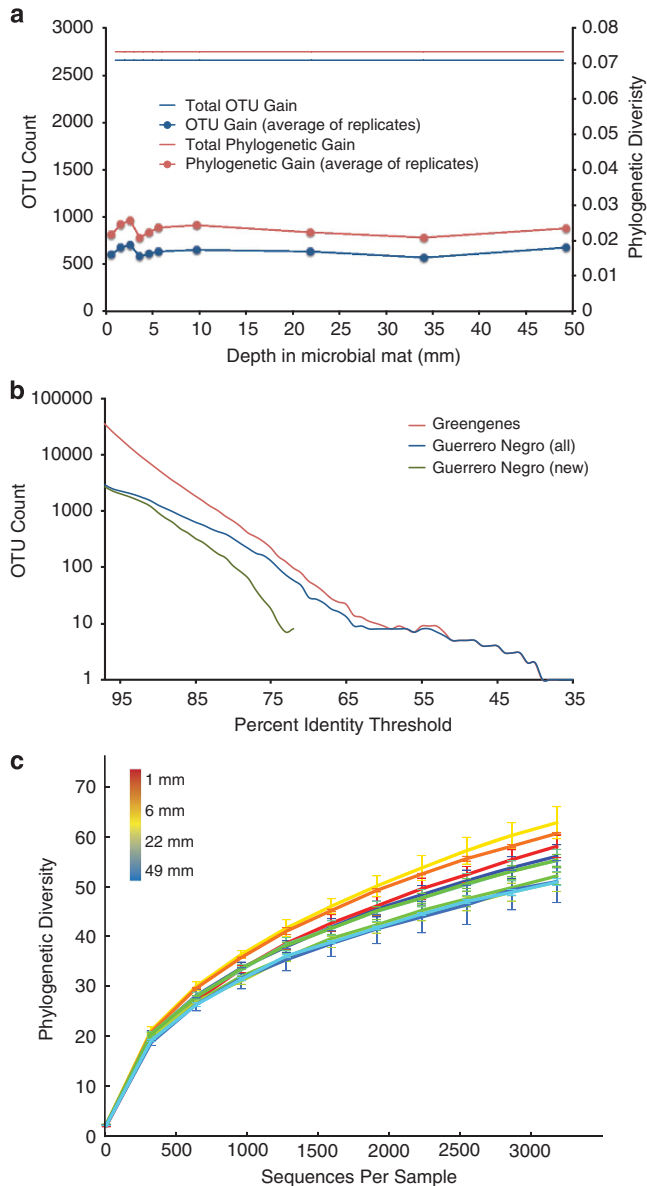 a
3000
2500
2000
1500
1000
500
0
OTU Count
0.08
0.07
0.06
0.05
0.04
0.03
0.02
0.01
0
Phylogenetic Diveristy
Total OTU Gain
OTU Gain (average of replicates)
Total Phylogenetic Gain
Phylogenetic Gain (average of replicates)
0 5 10 15 20 25 30 35 40 45 50
Depth in microbial mat (mm)
b
100000
10000
1000
100
10
1
OTU Count
Greengenes
Guerrero Negro (all)
Guerrero Negro (new)
95 85 75 65 55 45 35
Percent Identity Threshold
c
70
60
50
40
30
20
10
0
Phylogenetic Diversity
1 mm
6 mm
22 mm
49 mm
0 500 1000 1500 2000 2500 3000
Sequences Per Sample